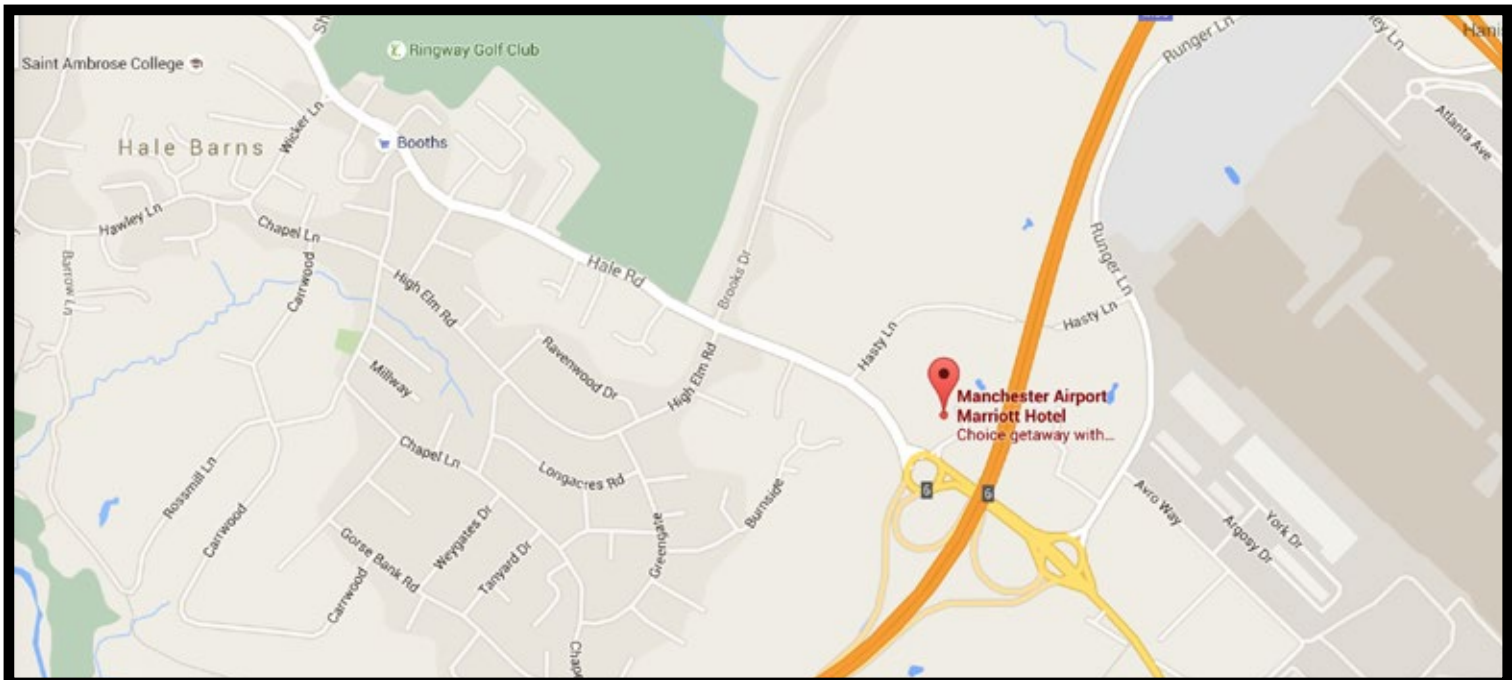 Ringway Golf Club
Saint Ambrose College
Runger Ln
Atlanta Ave
Wicker Ln
Booths
Hale Barns
Hawley Ln
Chapel Ln
Barrow Ln
Carrwood
High Elm Rd
Hale Rd
Brooks Dr
Runger Ln
Hasty Ln
Hasty Ln
Ravenwood Dr
High Elm Rd
Millway
Manchester Airport
Marriott Hotel
Choice getaway with...
Chapel Ln
Longacres Rd
Rossmill Ln
Carrwood
6
6
Burnside
Avro Way
York Dr
Argosy Dr
Weygates Dr
Greengate
Gorse Bank Rd
Tanyard Dr
Carrwood